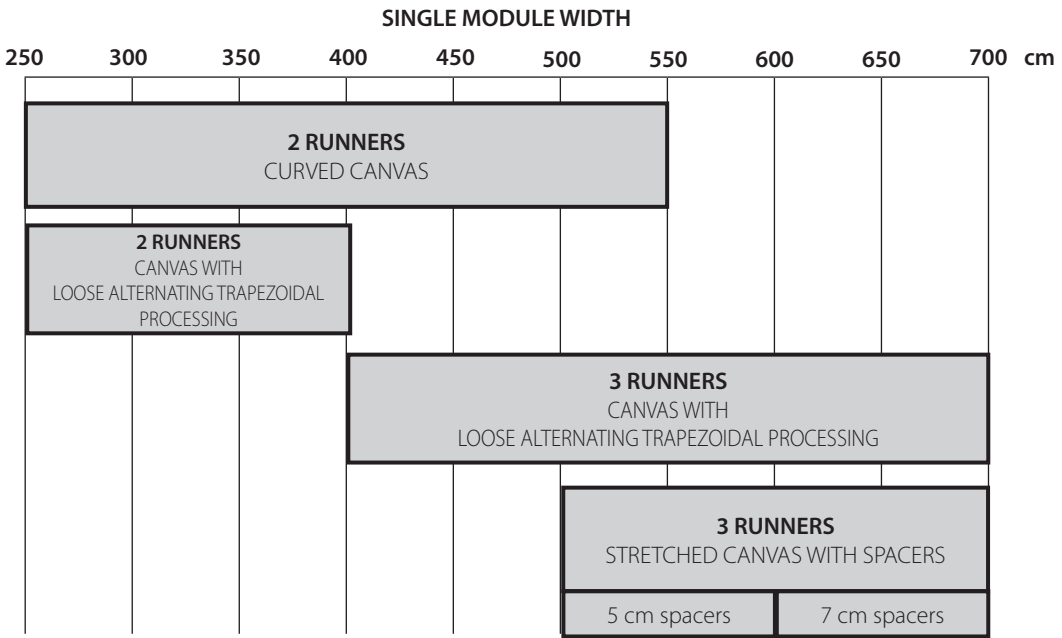 SINGLE MODULE WIDTH
250 300 350 400 450 500 550 600 650 700 cm
2 RUNNERS
CURVED CANVAS
2 RUNNERS
CANVAS WITH
LOOSE ALTERNATING TRAPEZOIDAL
PROCESSING
3 RUNNERS
CANVAS WITH
LOOSE ALTERNATING TRAPEZOIDAL PROCESSING
3 RUNNERS
STRETCHED CANVAS WITH SPACERS
5 cm spacers 7 cm spacers